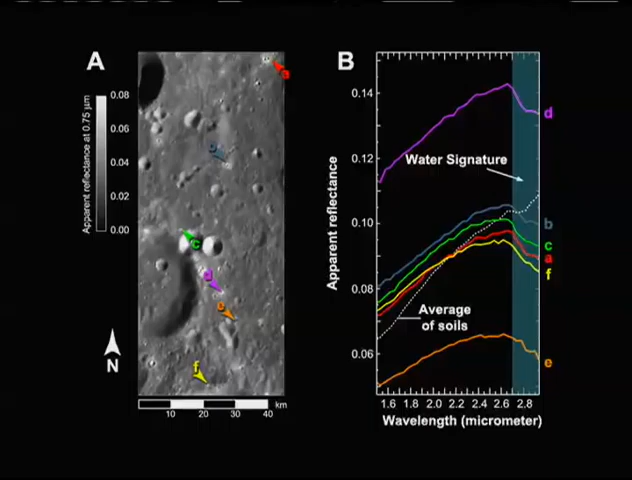 A
Apparent reflectance at 0.75 µm
0.08
0.06
0.04
0.02
0.00
a
c
d
e
f
N
10 20 30 40 km
B
Apparent reflectance
0.14
0.12
0.10
0.08
0.06
Water Signature
Average
of soils
d
b
c
a
f
e
1.6 1.8 2.0 2.2 2.4 2.6 2.8
Wavelength (micrometer)